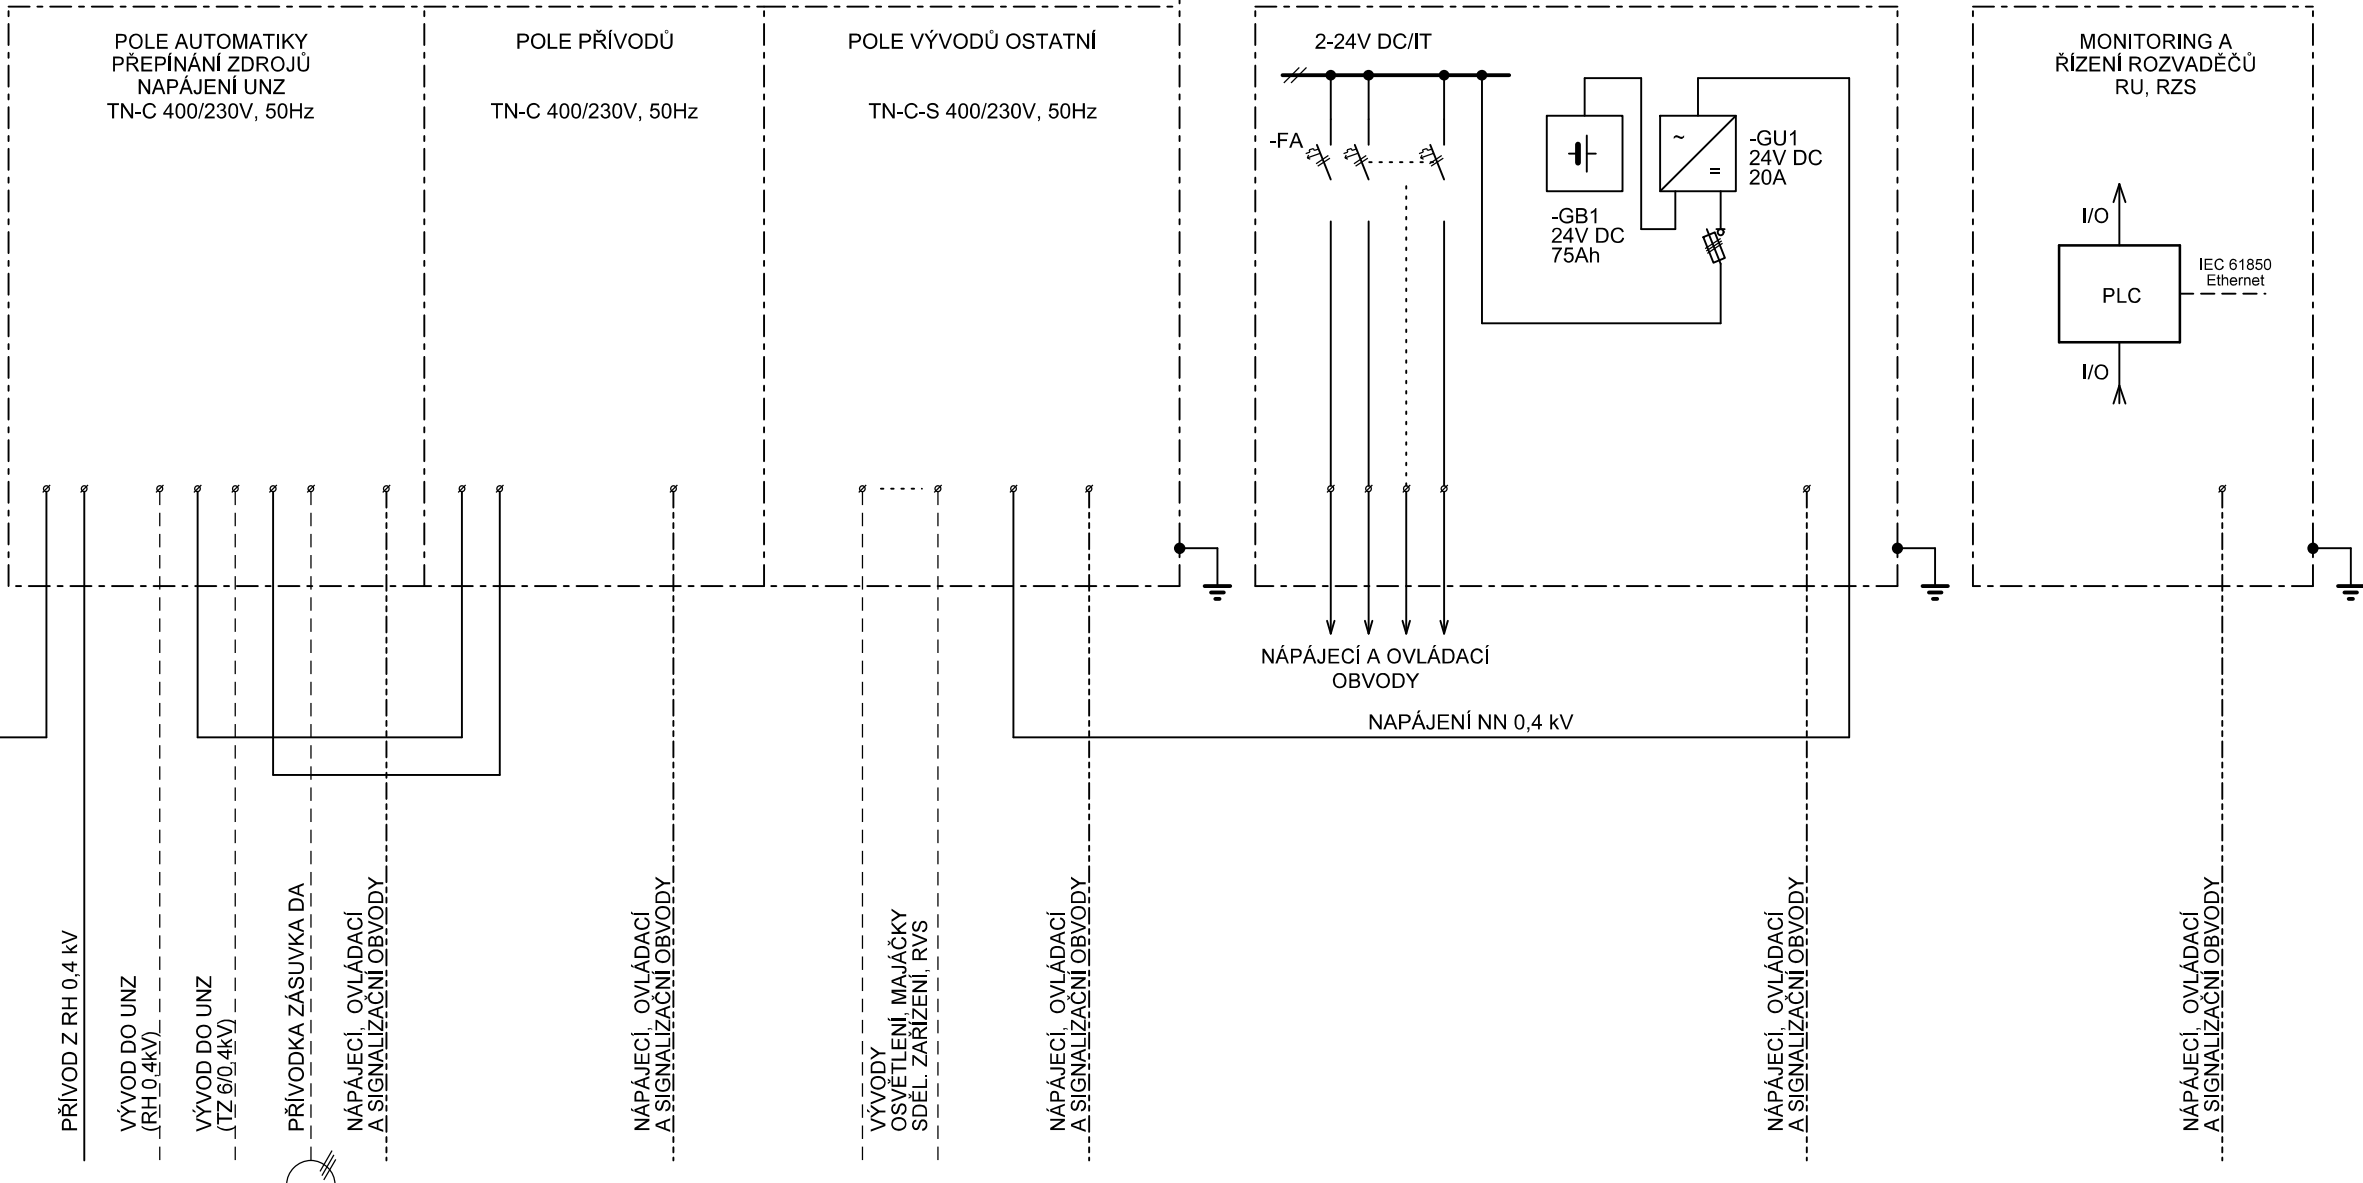 POLE AUTOMATIKY
PŘEPÍNÁNÍ ZDROJŮ
NAPÁJENÍ UNZ
TN-C 400/230V, 50Hz
POLE PŘÍVODŮ
TN-C 400/230V, 50Hz
POLE VÝVODŮ OSTATNÍ
TN-C-S 400/230V, 50Hz
2-24V DC/IT
-FA
-GB1
24V DC
75Ah
~
=
-GU1
24V DC
20A
MONITORING A
ŘÍZENÍ ROZVADĚČŮ
RU, RZS
I/O
PLC
IEC 61850
Ethernet
I/O
NÁPÁJECÍ A OVLÁDACÍ
OBVODY
NAPÁJENÍ NN 0,4 kV
PŘÍVOD Z RH 0,4 kV
VÝVOD DO UNZ
(RH 0,4kV)
VÝVOD DO UNZ
(TZ 6/0,4kV)
PŘÍVODKA ZÁSUVKA DA
NÁPÁJECÍ, OVLÁDACÍ
A SIGNALIZAČNÍ OBVODY
NÁPÁJECÍ, OVLÁDACÍ
A SIGNALIZAČNÍ OBVODY
VÝVODY
OSVĚTLENÍ, MAJÁČKY
SDĚL. ZAŘÍZENÍ, RVS
NÁPÁJECÍ, OVLÁDACÍ
A SIGNALIZAČNÍ OBVODY
NÁPÁJECÍ, OVLÁDACÍ
A SIGNALIZAČNÍ OBVODY
NÁPÁJECÍ, OVLÁDACÍ
A SIGNALIZAČNÍ OBVODY